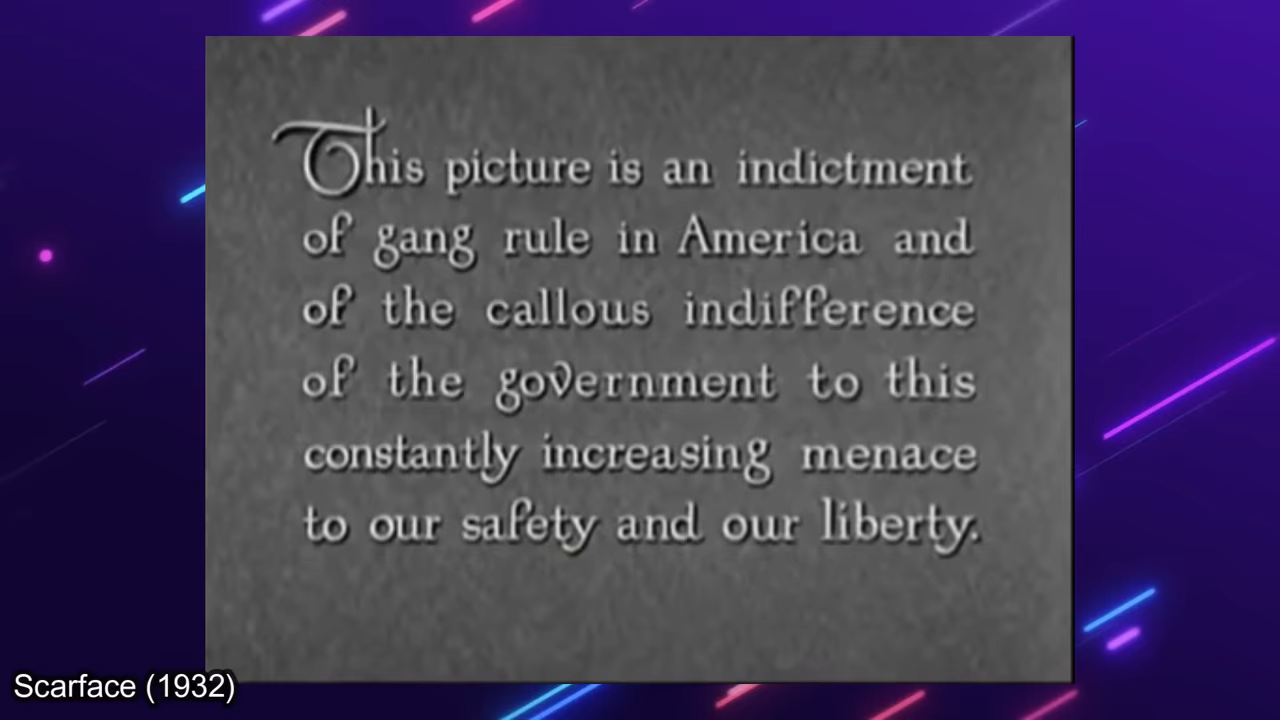 This picture is an indictment
of gang rule in America and
of the callous indifference
of the government to this
constantly increasing menace
to our safety and our liberty.
Scarface (1932)